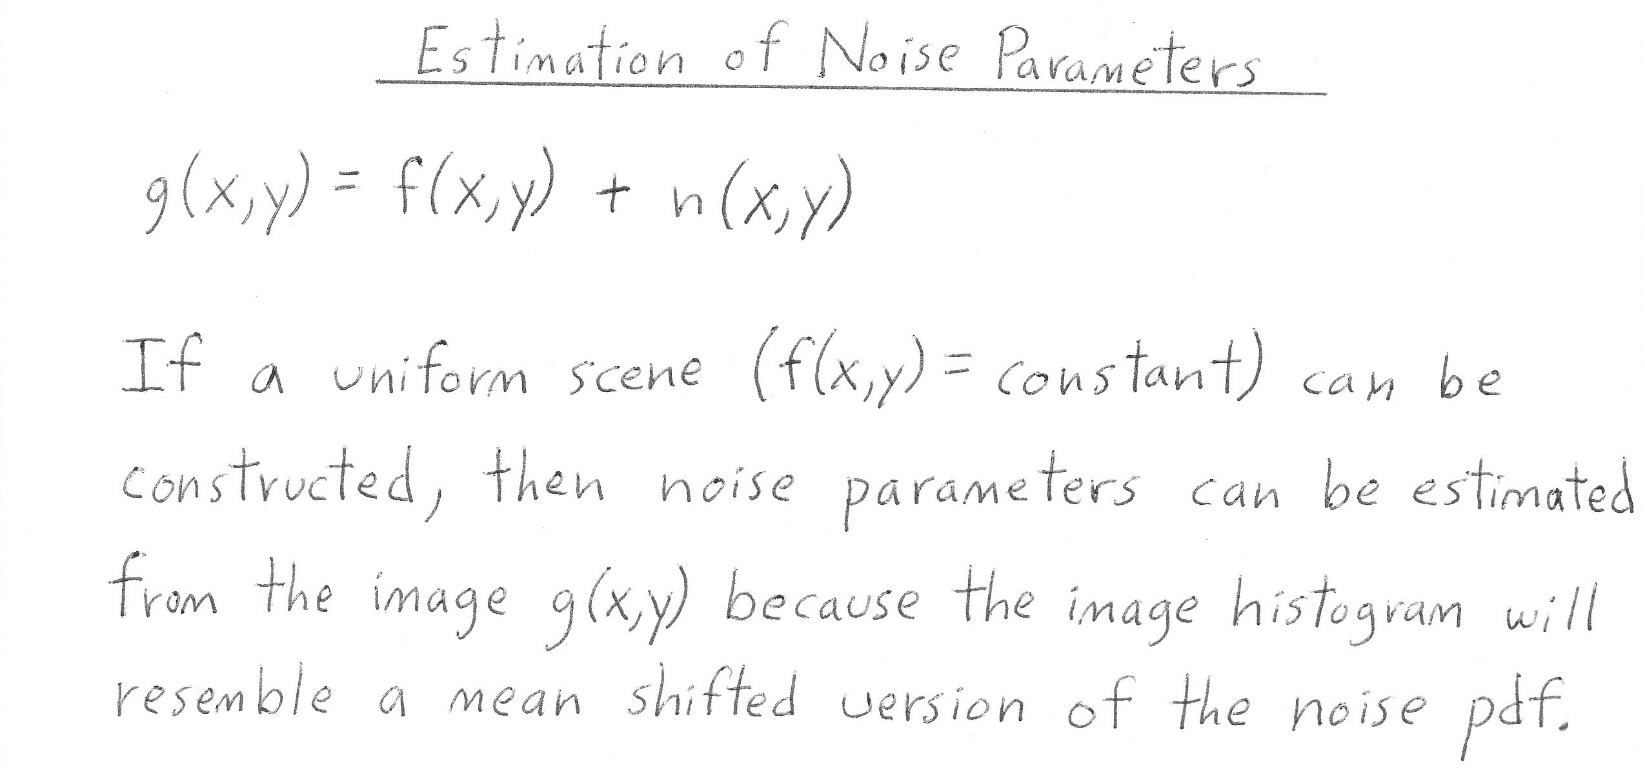 Estimation of Noise Parameters
g(x,y) = f(x,y) + n(x,y)
If a uniform scene (f(x,y) = constant) can be
constructed, then noise parameters can be estimated
from the image g(x,y) because the image histogram will
resemble a mean shifted version of the noise pdf.